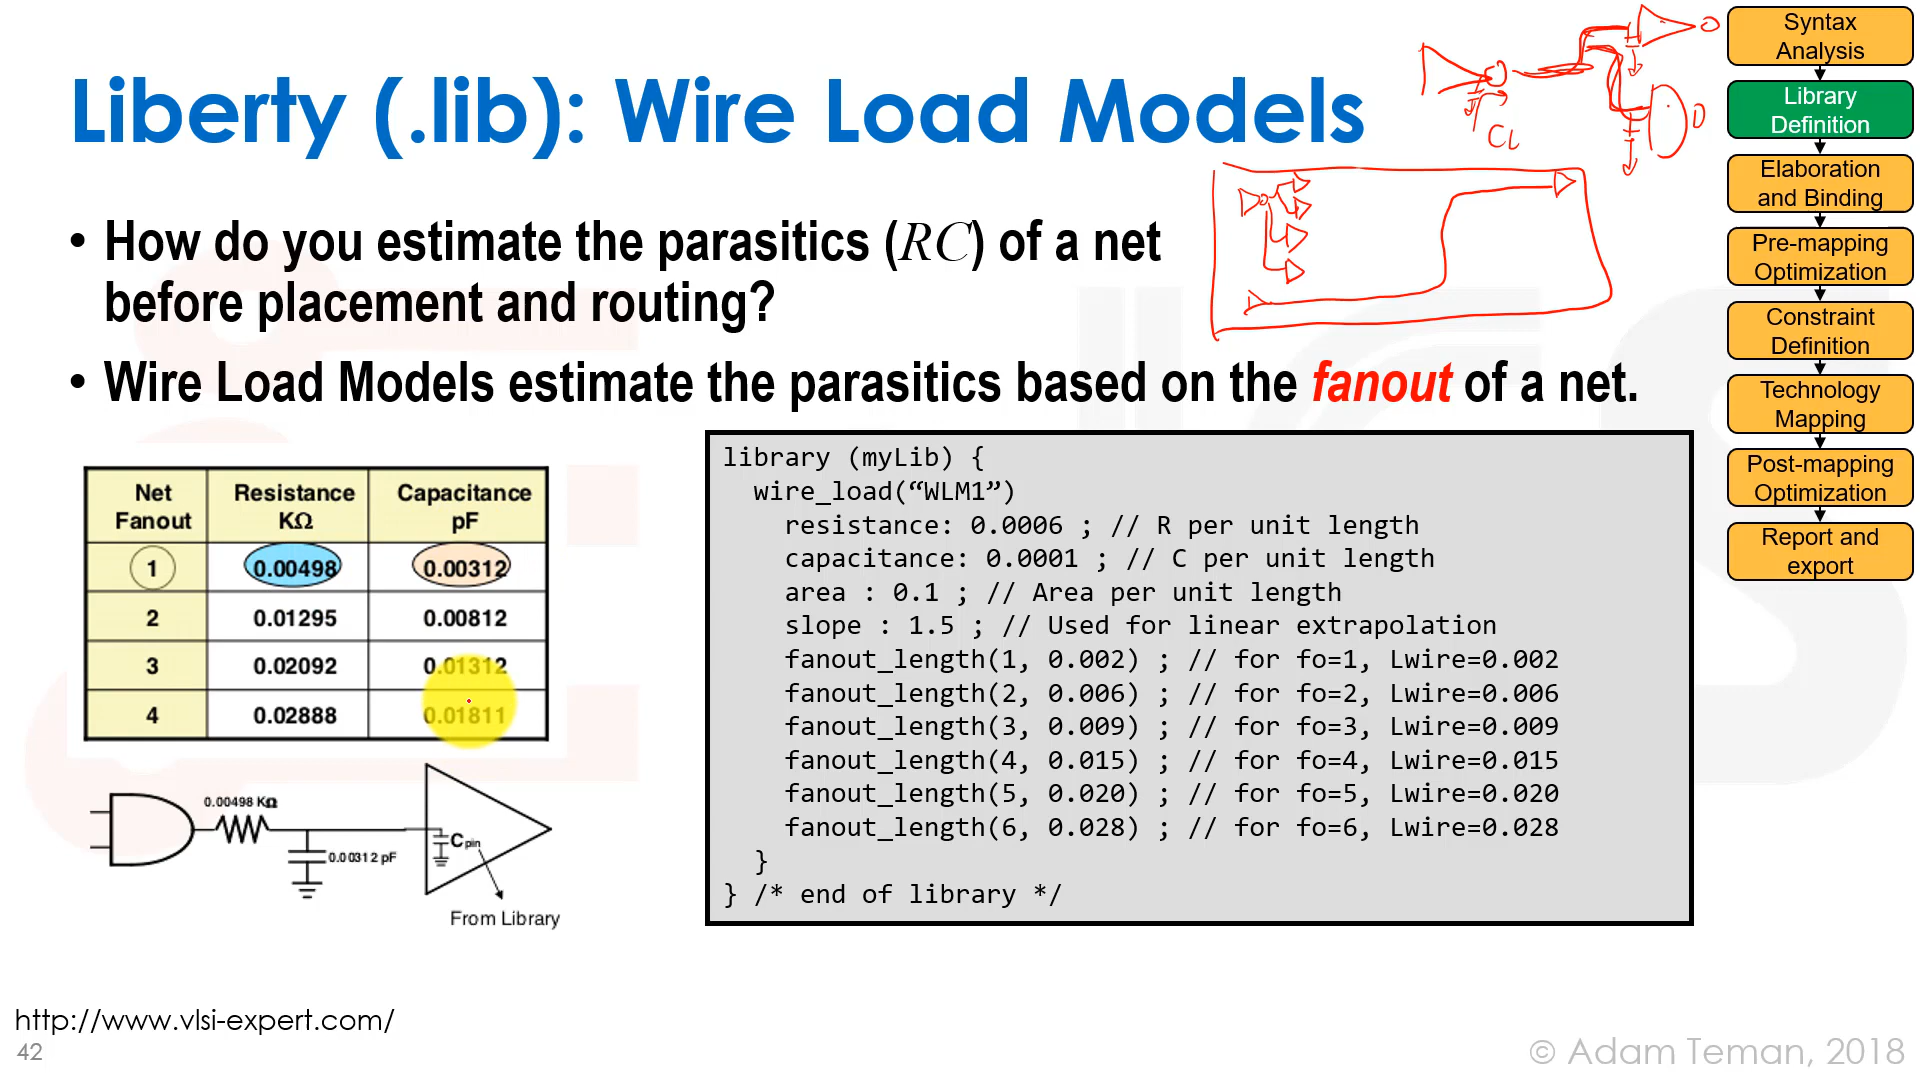 Liberty (.lib): Wire Load Models
• How do you estimate the parasitics (RC) of a net
before placement and routing?
• Wire Load Models estimate the parasitics based on the fanout of a net.
CL
Net Fanout Resistance KΩ Capacitance pF
1 0.00498 0.00312
2 0.01295 0.00812
3 0.02092 0.01312
4 0.02888 0.01811
0.00498 KΩ
0.00312 pF
Cpin
From Library
library (myLib) {
wire_load(“WLM1”)
resistance: 0.0006 ; // R per unit length
capacitance: 0.0001 ; // C per unit length
area : 0.1 ; // Area per unit length
slope : 1.5 ; // Used for linear extrapolation
fanout_length(1, 0.002) ; // for fo=1, Lwire=0.002
fanout_length(2, 0.006) ; // for fo=2, Lwire=0.006
fanout_length(3, 0.009) ; // for fo=3, Lwire=0.009
fanout_length(4, 0.015) ; // for fo=4, Lwire=0.015
fanout_length(5, 0.020) ; // for fo=5, Lwire=0.020
fanout_length(6, 0.028) ; // for fo=6, Lwire=0.028
}
} /* end of library */
Syntax
Analysis
Library
Definition
Elaboration
and Binding
Pre-mapping
Optimization
Constraint
Definition
Technology
Mapping
Post-mapping
Optimization
Report and
export
http://www.vlsi-expert.com/
42
© Adam Teman, 2018